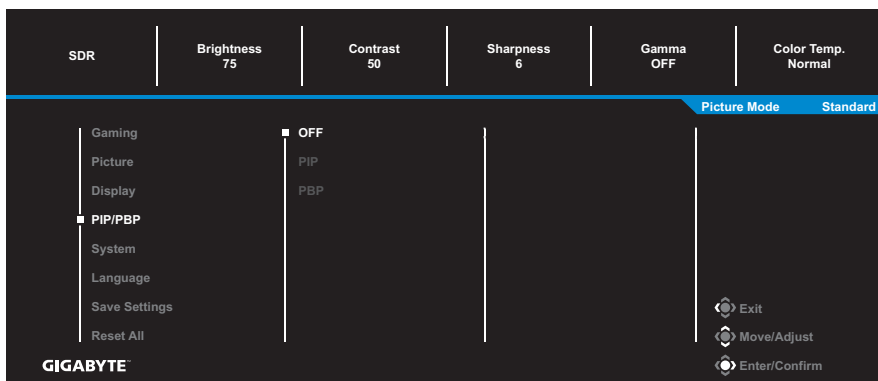 SDR
Brightness
75
Contrast
50
Sharpness
6
Gamma
OFF
Color Temp.
Normal
Picture Mode Standard
Gaming
Picture
Display
PIP/PBP
System
Language
Save Settings
Reset All
OFF
PIP
PBP
Exit
Move/Adjust
Enter/Confirm
GIGABYTE™